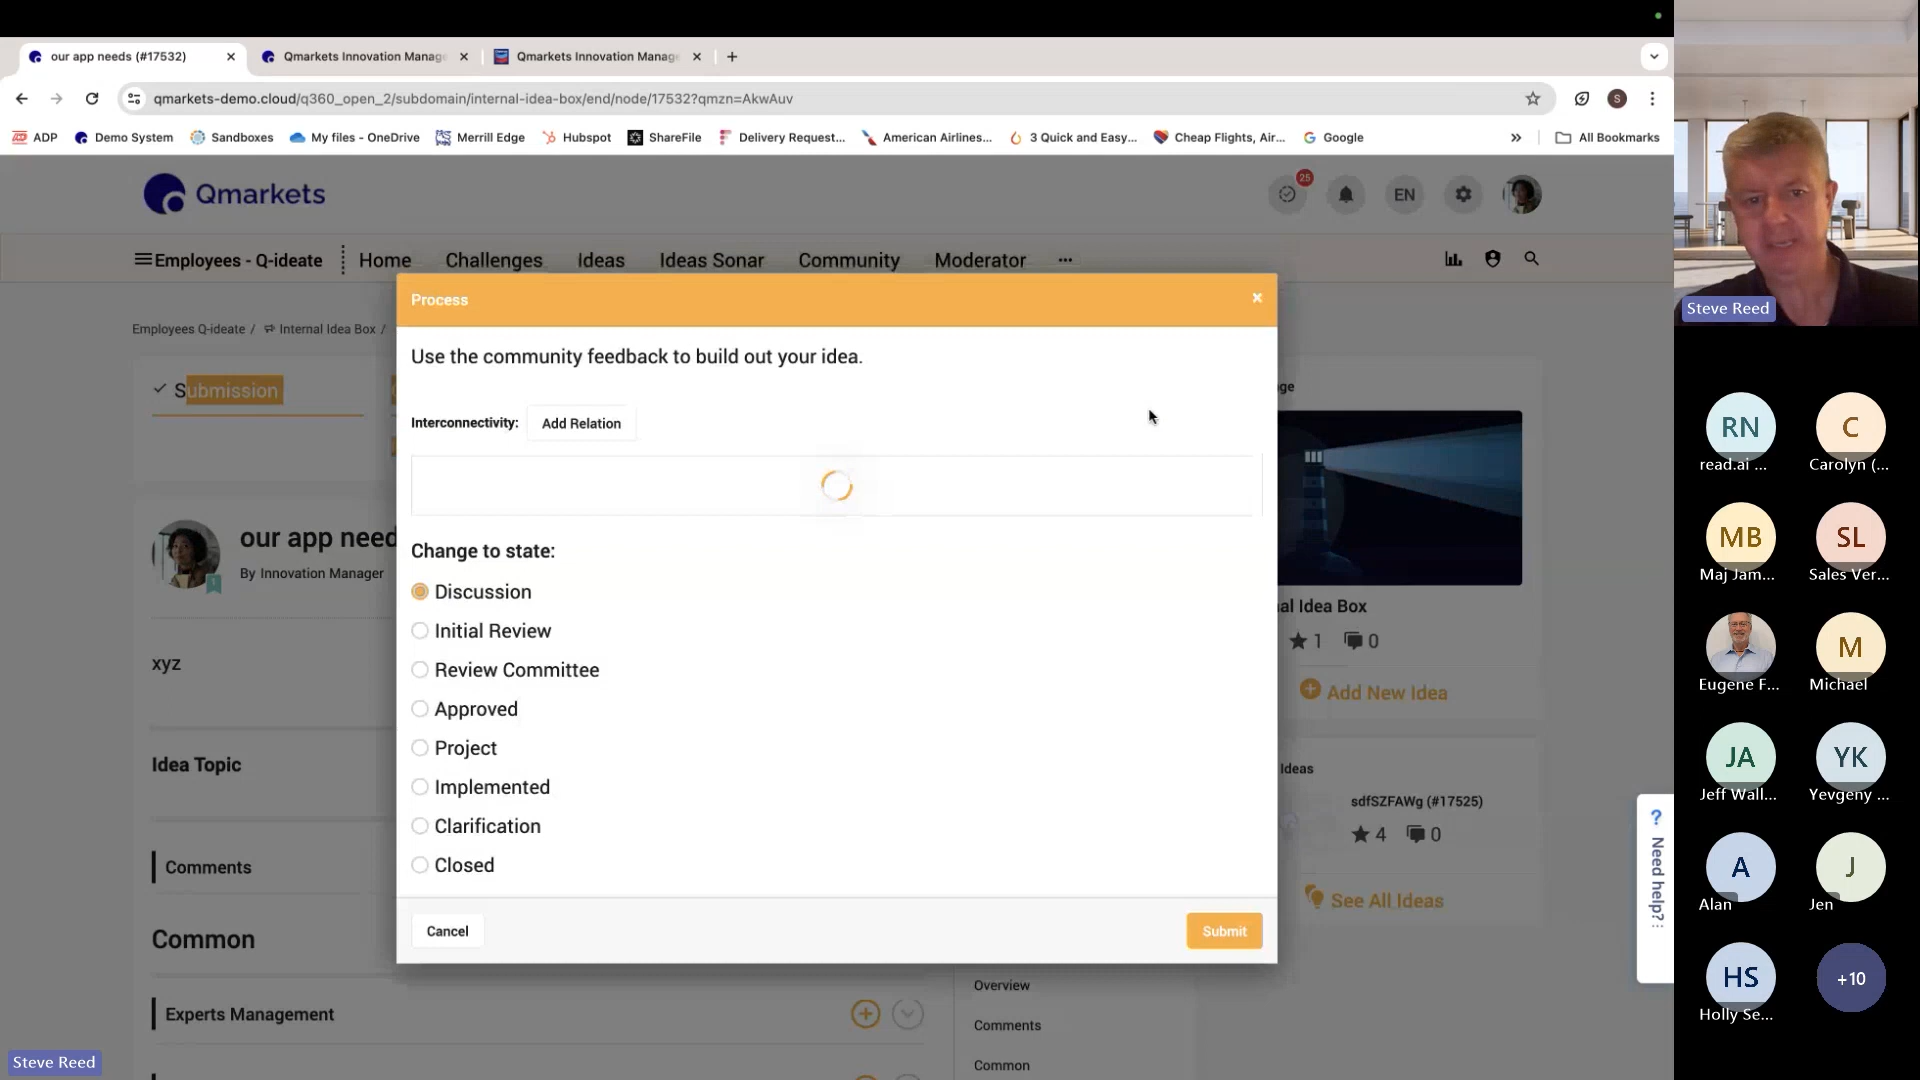 our app needs (#17532)
Qmarkets Innovation Manage
Qmarkets Innovation Manage
qmarkets-demo.cloud/q360_open_2/subdomain/internal-idea-box/end/node/17532?qmzn=AkwAuv
S
ADP
Demo System
Sandboxes
My files - OneDrive
Merrill Edge
Hubspot
ShareFile
Delivery Request...
American Airlines...
3 Quick and Easy...
Cheap Flights, Air...
Google
All Bookmarks
Qmarkets
25
EN
Employees - Q-ideate
Home
Challenges
Ideas
Ideas Sonar
Community
Moderator
Employees Q-ideate / Internal Idea Box /
Submission
our app need
By Innovation Manager
1
xyz
Idea Topic
Comments
Common
Experts Management
Process
Use the community feedback to build out your idea.
Interconnectivity: Add Relation
Change to state:
Discussion
Initial Review
Review Committee
Approved
Project
Implemented
Clarification
Closed
Cancel
Submit
Overview
Comments
Common
ge
al Idea Box
1 0
Add New Idea
Ideas
sdfSZFAWg (#17525)
4 0
See All Ideas
? Need help?
Steve Reed
Steve Reed
RN
read.ai ...
C
Carolyn (...
MB
Maj Jam...
SL
Sales Ver...
Eugene F...
M
Michael
JA
Jeff Wall...
YK
Yevgeny ...
A
Alan
J
Jen
HS
Holly Se...
+10